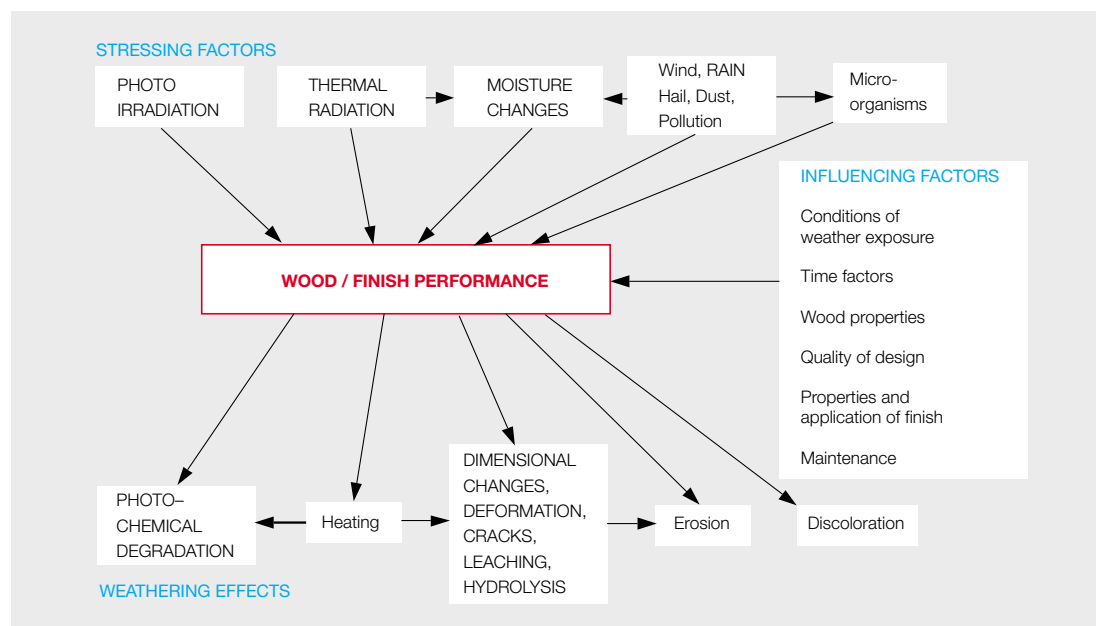 STRESSING FACTORS
PHOTO
IRRADIATION
THERMAL
RADIATION
MOISTURE
CHANGES
Wind, RAIN
Hail, Dust,
Pollution
Micro-
organisms
INFLUENCING FACTORS
Conditions of
weather exposure
Time factors
Wood properties
Quality of design
Properties and
application of finish
Maintenance
WOOD / FINISH PERFORMANCE
PHOTO–
CHEMICAL
DEGRADATION
Heating
DIMENSIONAL
CHANGES,
DEFORMATION,
CRACKS,
LEACHING,
HYDROLYSIS
Erosion
Discoloration
WEATHERING EFFECTS